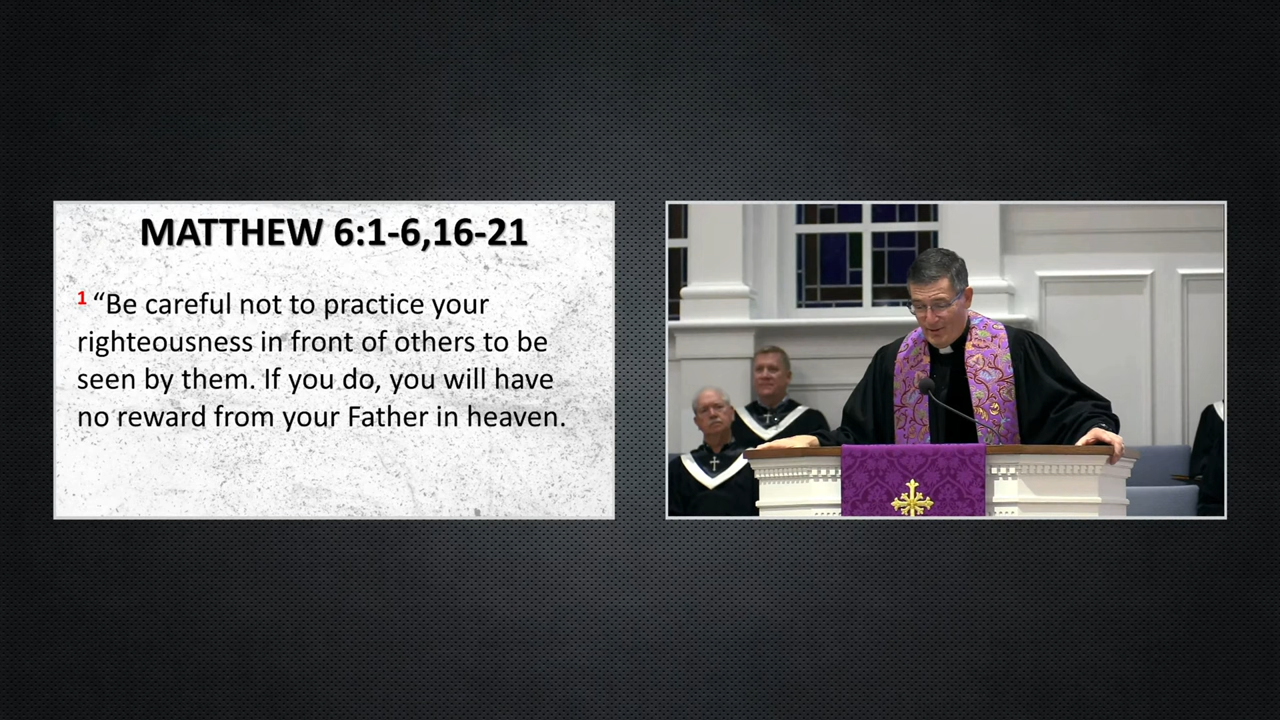 MATTHEW 6:1-6,16-21
1 “Be careful not to practice your
righteousness in front of others to be
seen by them. If you do, you will have
no reward from your Father in heaven.